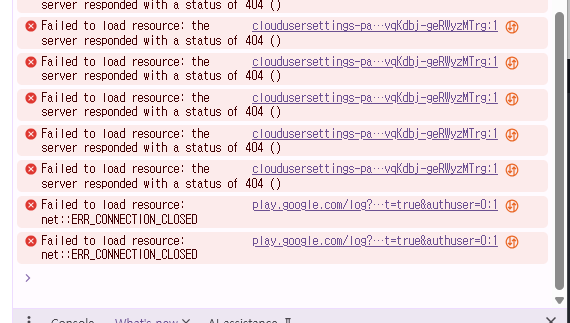 server responded with a status of 404 ()
Failed to load resource: the cloudusersettings-pa…vqKdbj-geRWyzMTrg:1
server responded with a status of 404 ()
Failed to load resource: the cloudusersettings-pa…vqKdbj-geRWyzMTrg:1
server responded with a status of 404 ()
Failed to load resource: the cloudusersettings-pa…vqKdbj-geRWyzMTrg:1
server responded with a status of 404 ()
Failed to load resource: the cloudusersettings-pa…vqKdbj-geRWyzMTrg:1
server responded with a status of 404 ()
Failed to load resource: the cloudusersettings-pa…vqKdbj-geRWyzMTrg:1
server responded with a status of 404 ()
Failed to load resource: play.google.com/log?…t=true&authuser=0:1
net::ERR_CONNECTION_CLOSED
Failed to load resource: play.google.com/log?…t=true&authuser=0:1
net::ERR_CONNECTION_CLOSED
Console What's new AI assistance